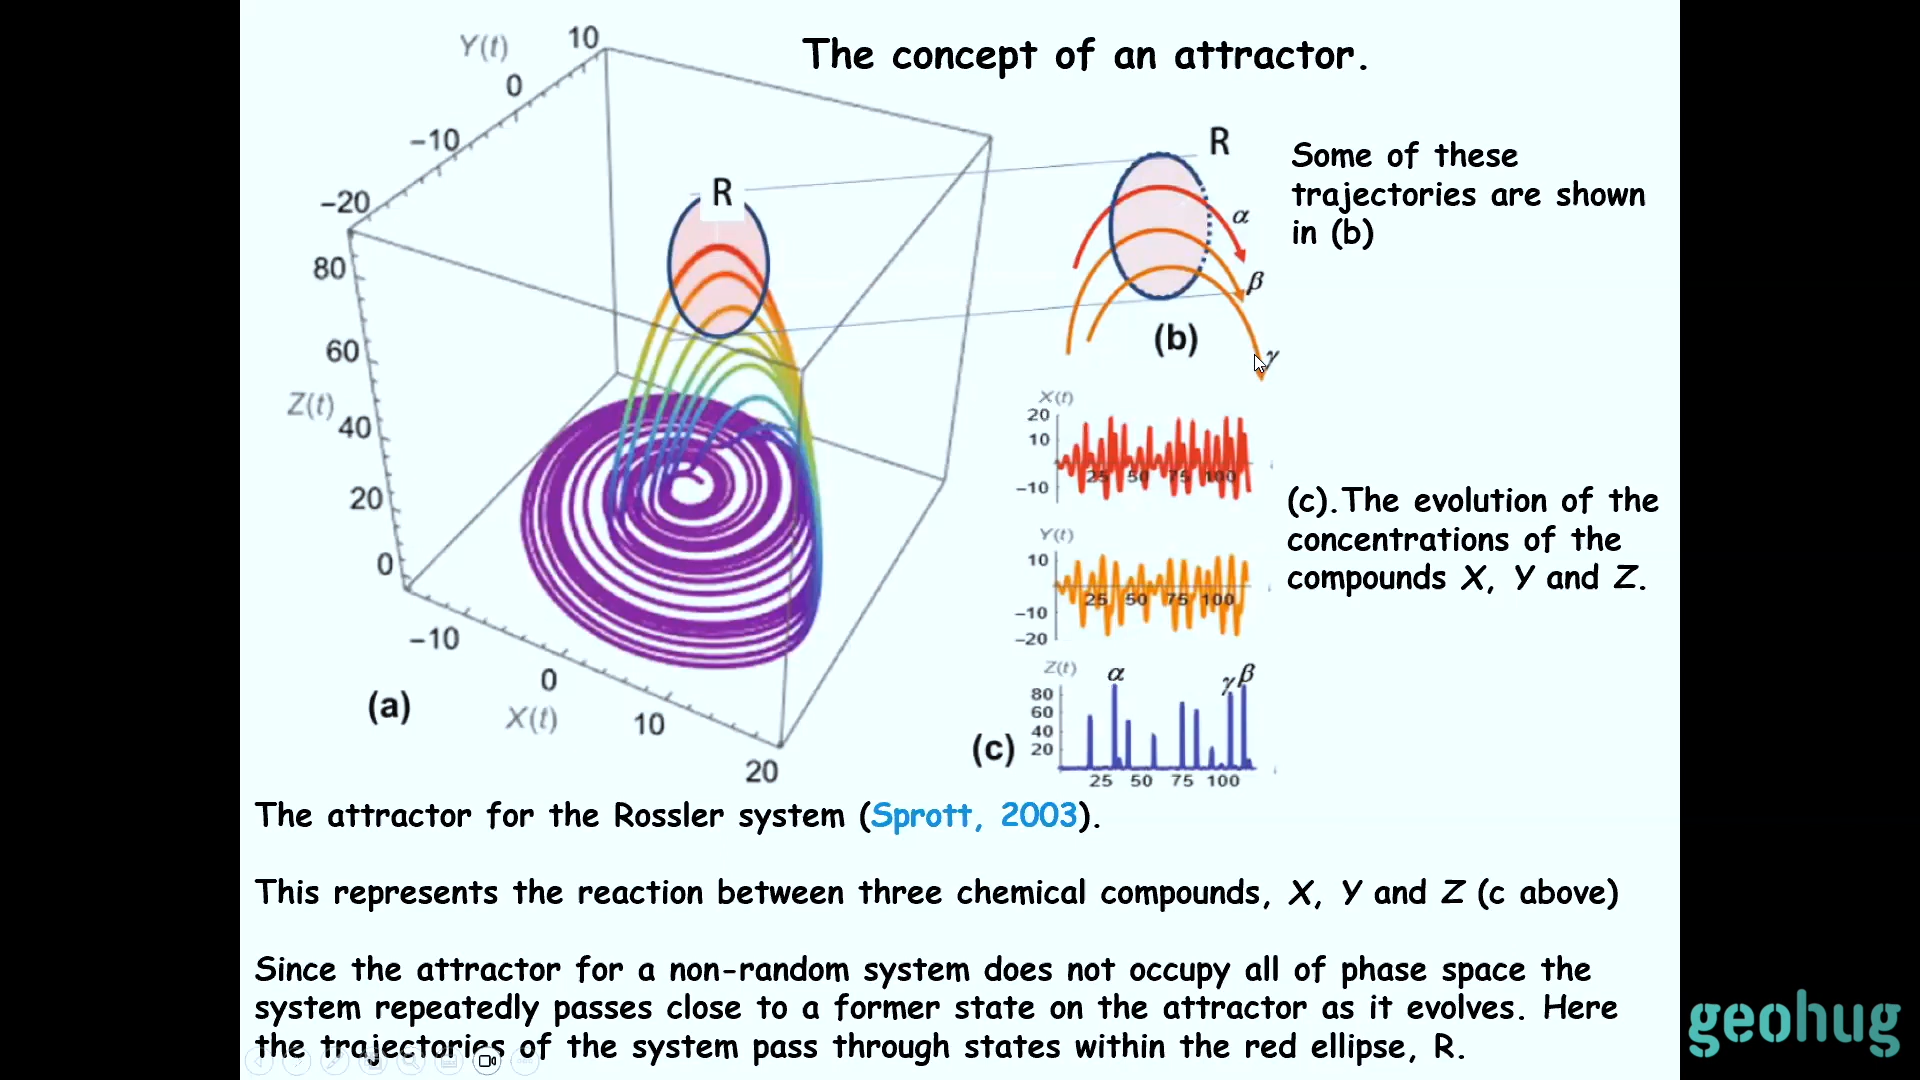 The concept of an attractor.
Y(t)
10
0
−10
−20
80
60
Z(t)
40
20
0
−10
0
X(t)
10
20
R
(a)
R
α
β
γ
(b)
Some of these
trajectories are shown
in (b)
X(t)
20
10
−10
25 50 75 100
Y(t)
10
−10
−20
25 50 75 100
Z(t)
α
γ β
80
60
40
20
25 50 75 100
(c)
(c).The evolution of the
concentrations of the
compounds X, Y and Z.
The attractor for the Rossler system (Sprott, 2003).
This represents the reaction between three chemical compounds, X, Y and Z (c above)
Since the attractor for a non-random system does not occupy all of phase space the
system repeatedly passes close to a former state on the attractor as it evolves. Here
the trajectories of the system pass through states within the red ellipse, R.
geohug